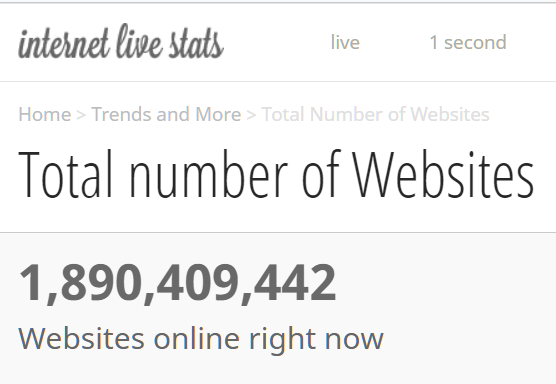 internet live stats live 1 second
Home > Trends and More > Total Number of Websites
Total number of Websites
1,890,409,442
Websites online right now